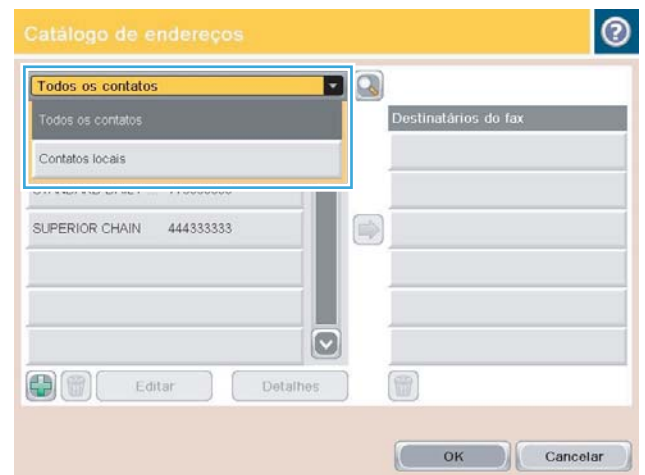 Catálogo de endereços
Todos os contatos
Todos os contatos
Destinatários do fax
Contatos locais
SUPERIOR CHAIN 444333333
Editar
Detalhes
OK
Cancelar